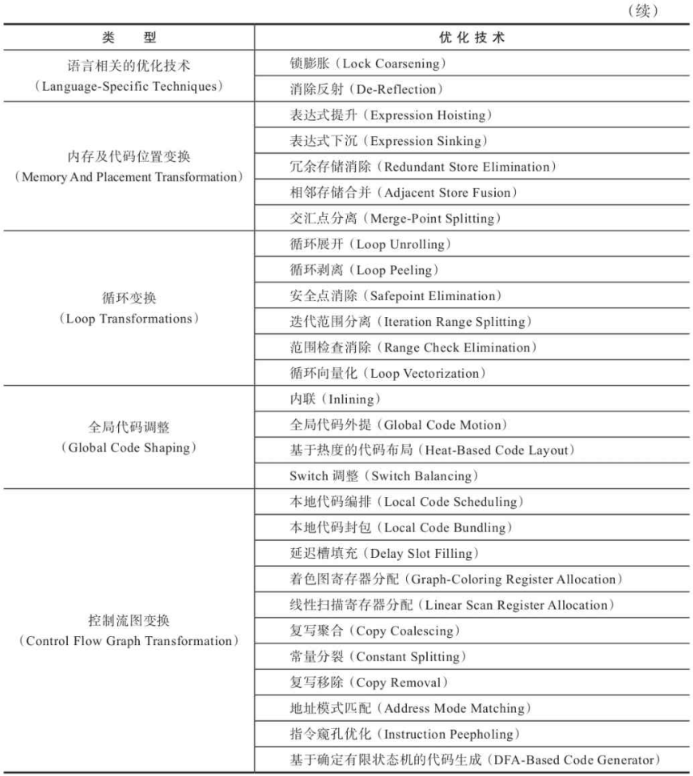 （续）
类 型 优 化 技 术
语言相关的优化技术
（Language-Specific Techniques）
锁膨胀（Lock Coarsening）
消除反射（De-Reflection）
内存及代码位置变换
（Memory And Placement Transformation）
表达式提升（Expression Hoisting）
表达式下沉（Expression Sinking）
冗余存储消除（Redundant Store Elimination）
相邻存储合并（Adjacent Store Fusion）
交汇点分离（Merge-Point Splitting）
循环变换
（Loop Transformations）
循环展开（Loop Unrolling）
循环剥离（Loop Peeling）
安全点消除（Safepoint Elimination）
迭代范围分离（Iteration Range Splitting）
范围检查消除（Range Check Elimination）
循环向量化（Loop Vectorization）
全局代码调整
（Global Code Shaping）
内联（Inlining）
全局代码外提（Global Code Motion）
基于热度的代码布局（Heat-Based Code Layout）
Switch 调整（Switch Balancing）
控制流图变换
（Control Flow Graph Transformation）
本地代码编排（Local Code Scheduling）
本地代码封包（Local Code Bundling）
延迟槽填充（Delay Slot Filling）
着色图寄存器分配（Graph-Coloring Register Allocation）
线性扫描寄存器分配（Linear Scan Register Allocation）
复写聚合（Copy Coalescing）
常量分裂（Constant Splitting）
复写移除（Copy Removal）
地址模式匹配（Address Mode Matching）
指令窥孔优化（Instruction Peepholing）
基于确定有限状态机的代码生成（DFA-Based Code Generator）